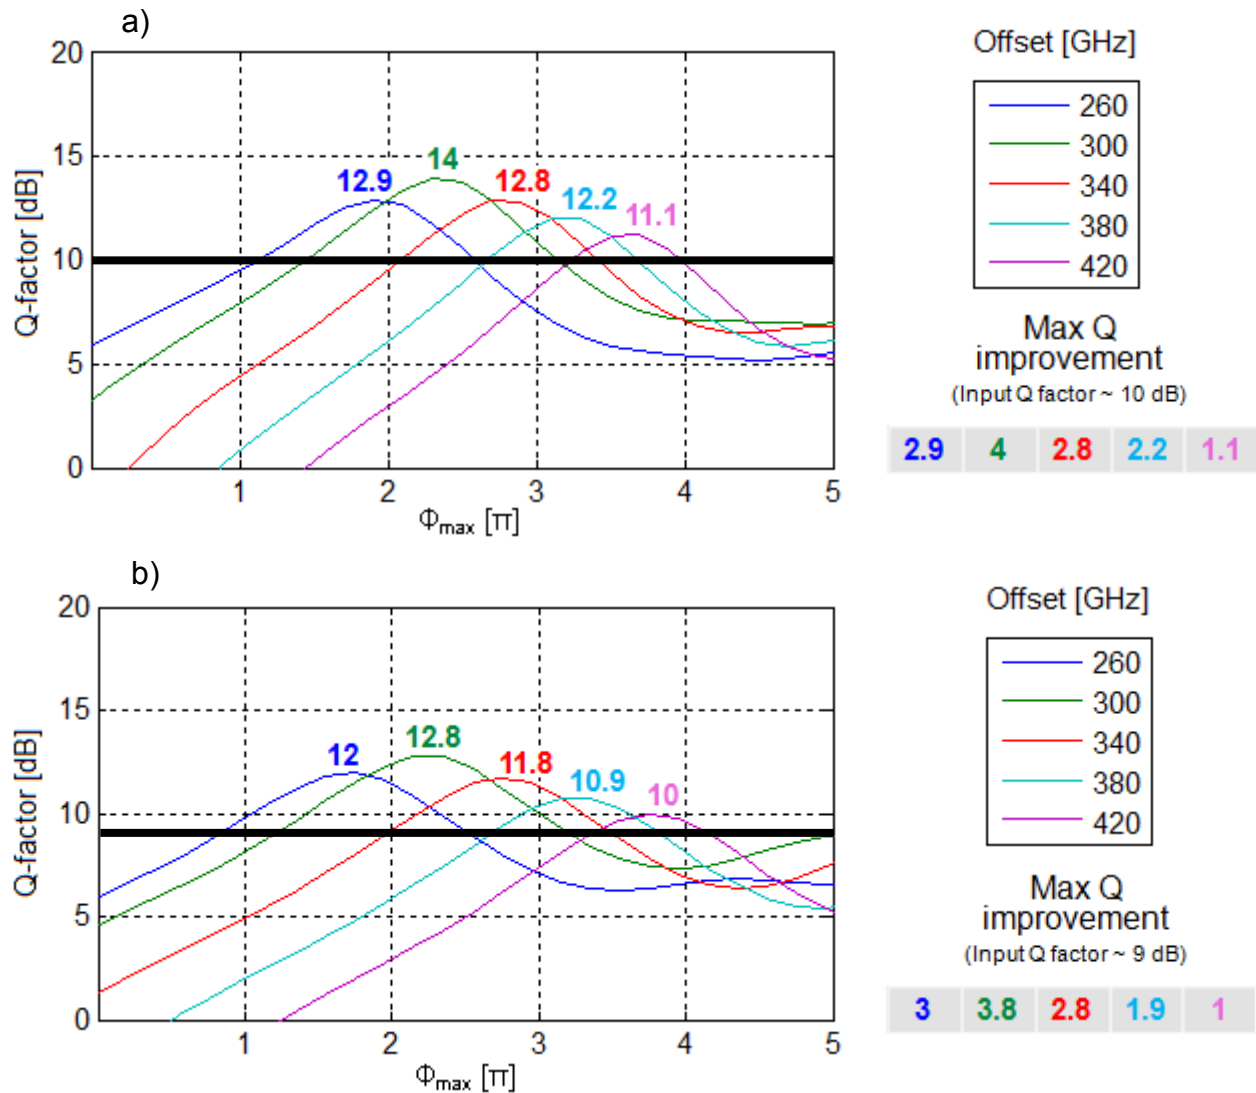 a)
20
15
10
5
0
Q-factor [dB]
12.9
14
12.8
12.2
11.1
1
2
3
4
5
Φmax [π]
Offset [GHz]
260
300
340
380
420
Max Q
improvement
(Input Q factor ~ 10 dB)
2.9 4 2.8 2.2 1.1
b)
20
15
10
5
0
Q-factor [dB]
12
12.8
11.8
10.9
10
1
2
3
4
5
Φmax [π]
Offset [GHz]
260
300
340
380
420
Max Q
improvement
(Input Q factor ~ 9 dB)
3 3.8 2.8 1.9 1